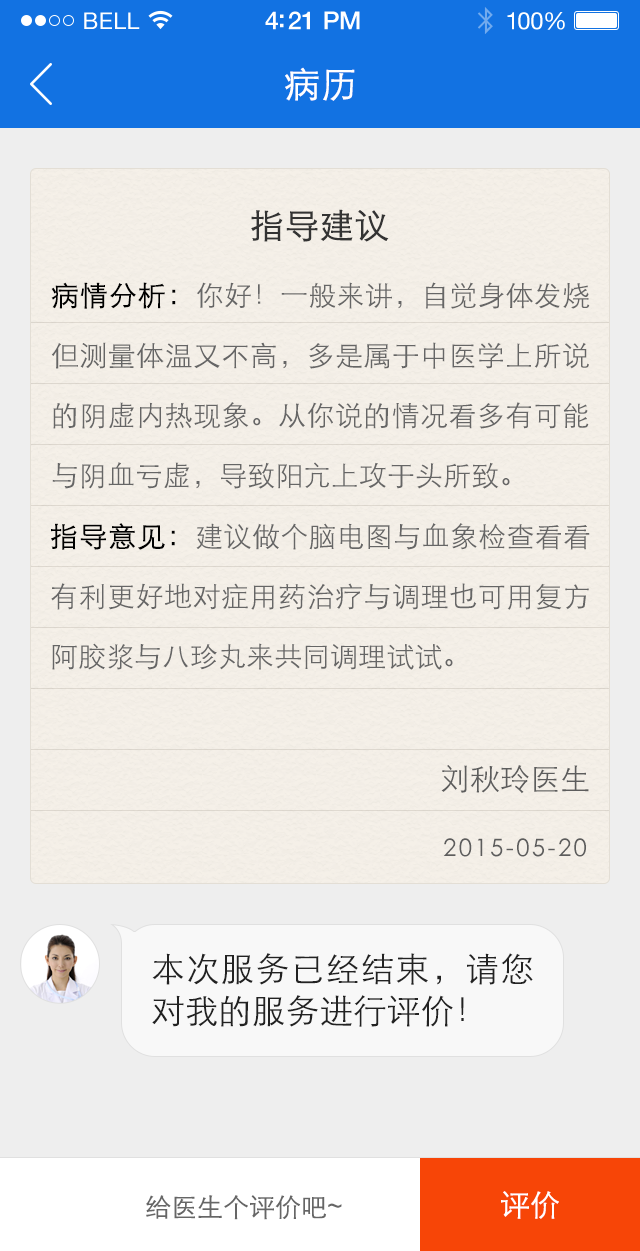 BELL 4:21 PM 100%
病历
指导建议
病情分析：你好！一般来讲，自觉身体发烧
但测量体温又不高，多是属于中医学上所说
的阴虚内热现象。从你说的情况看多有可能
与阴血亏虚，导致阳亢上攻于头所致。
指导意见：建议做个脑电图与血象检查看看
有利更好地对症用药治疗与调理也可用复方
阿胶浆与八珍丸来共同调理试试。
刘秋玲医生
2015-05-20
本次服务已经结束，请您
对我的服务进行评价！
给医生个评价吧~ 评价